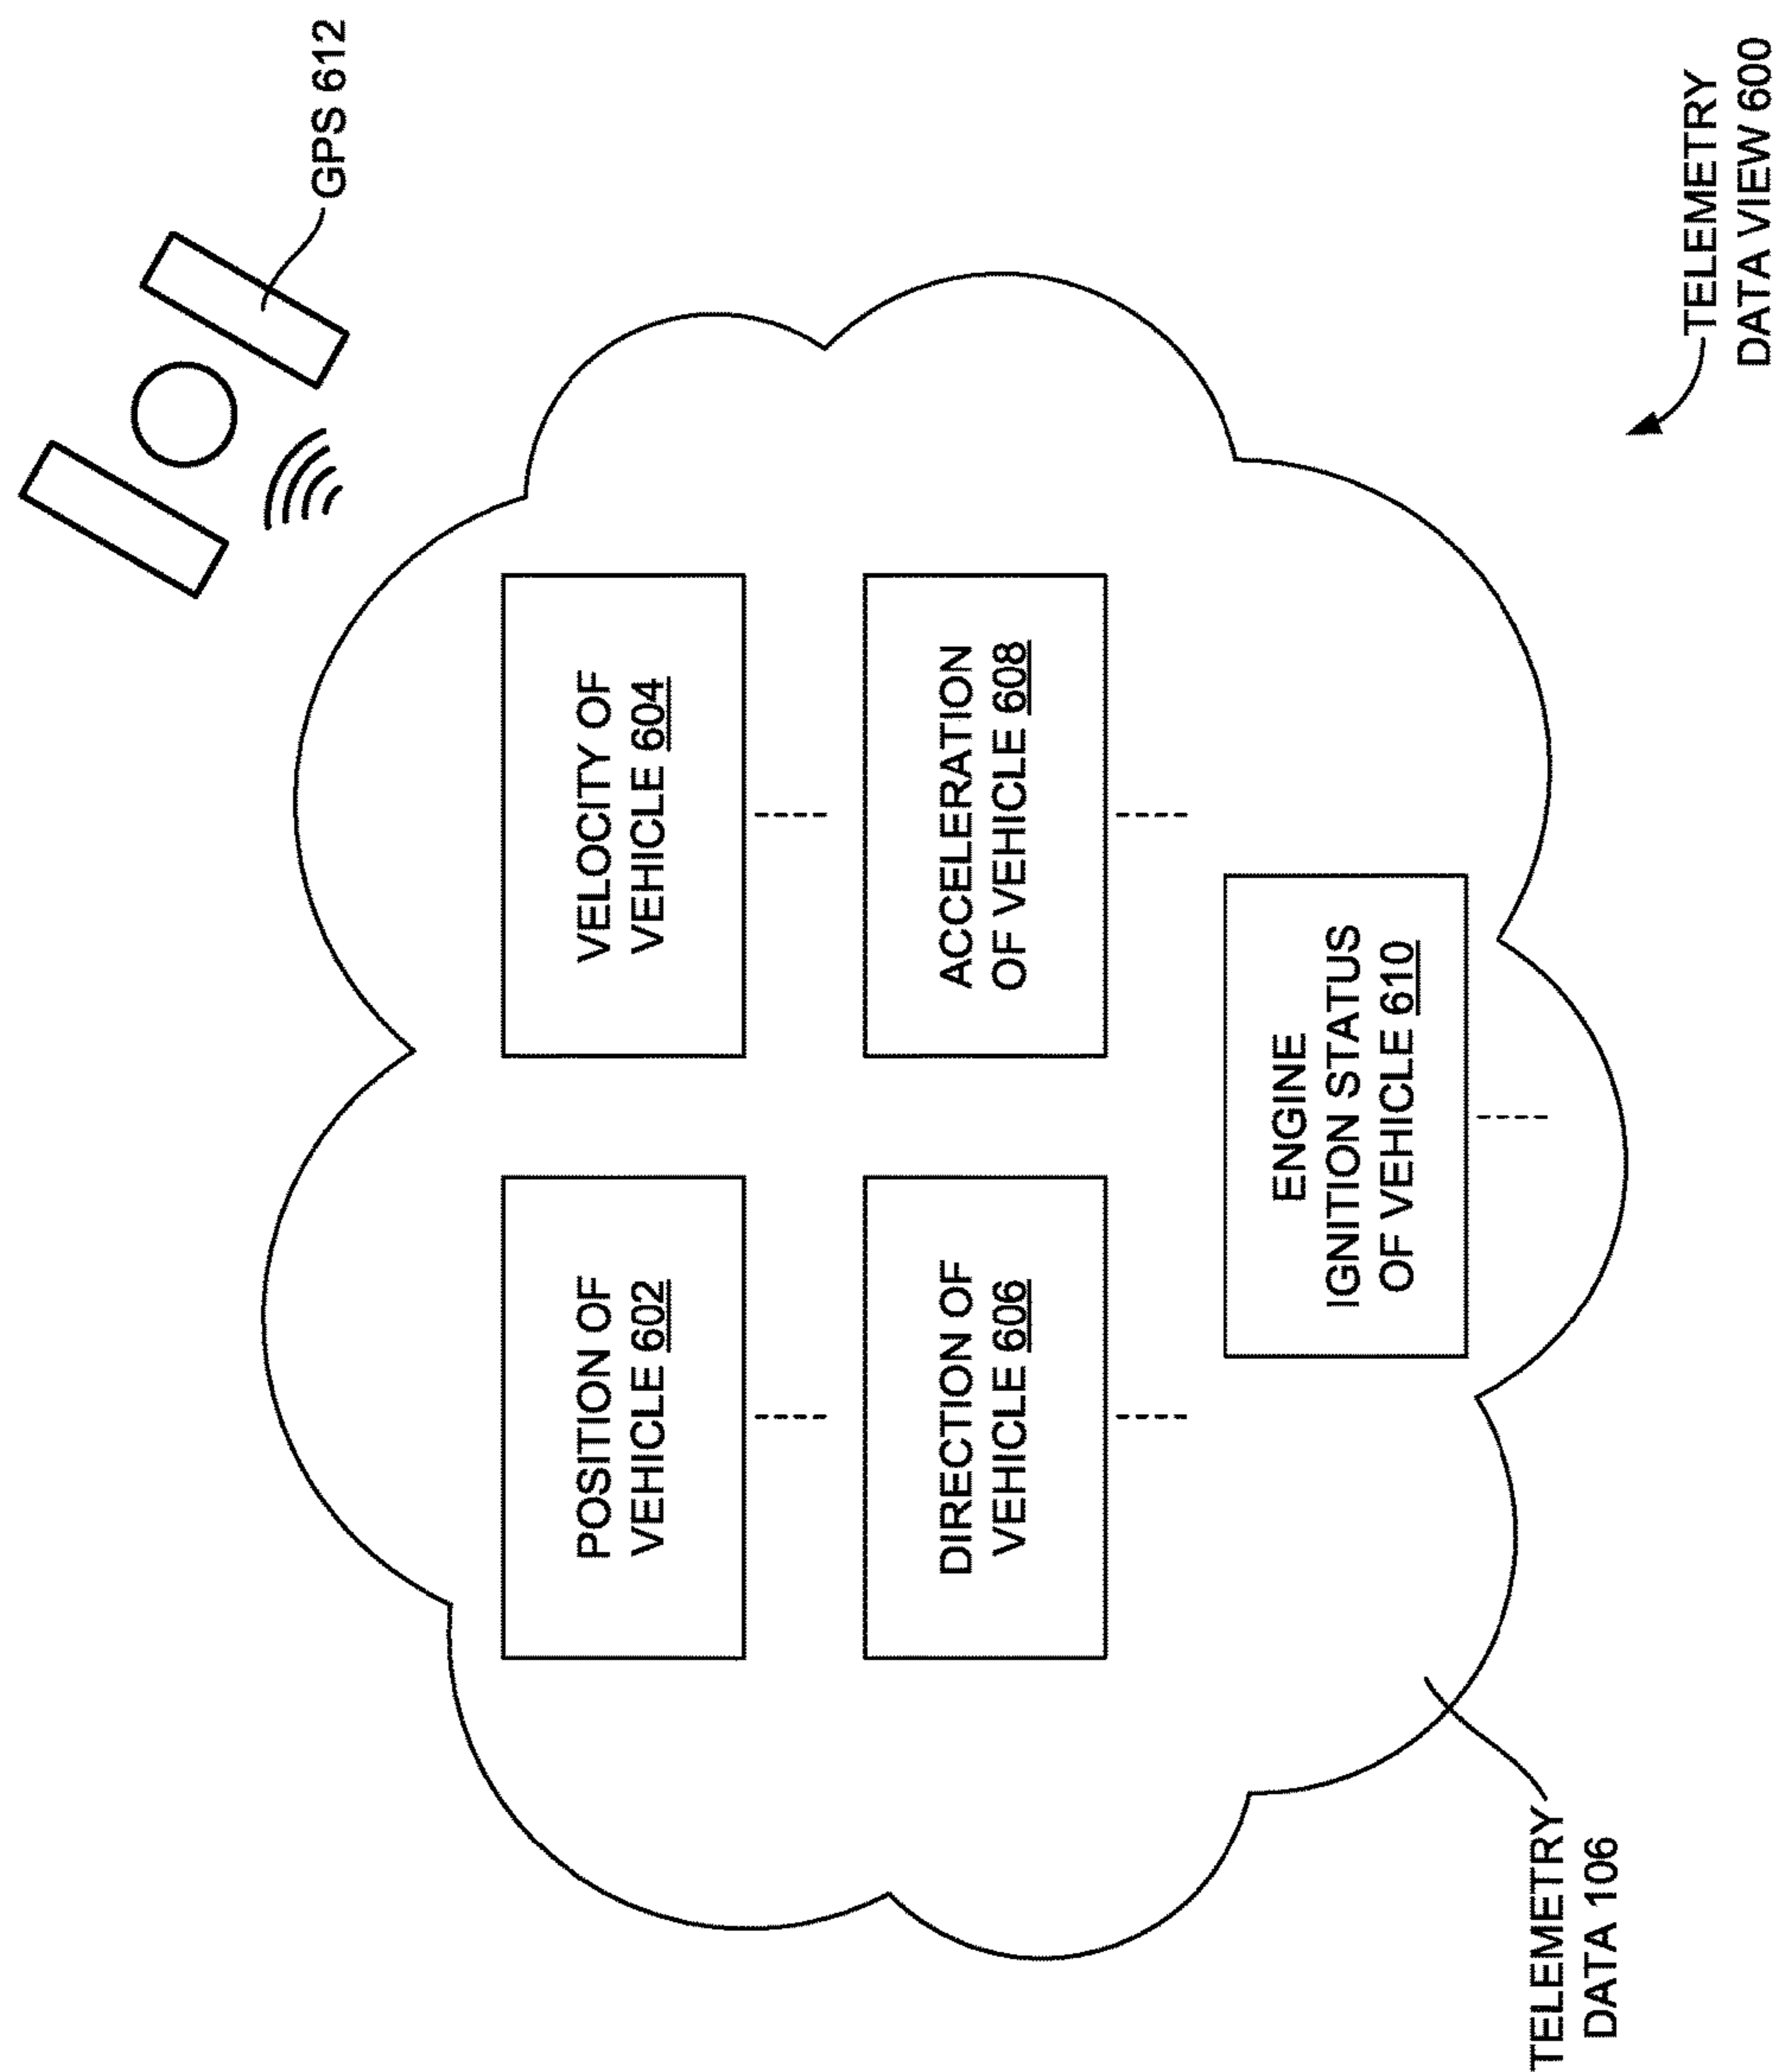 GPS 612
POSITION OF
VEHICLE 602
VELOCITY OF
VEHICLE 604
DIRECTION OF
VEHICLE 606
ACCELERATION
OF VEHICLE 608
ENGINE
IGNITION STATUS
OF VEHICLE 610
TELEMETRY
DATA 106
TELEMETRY
DATA VIEW 600